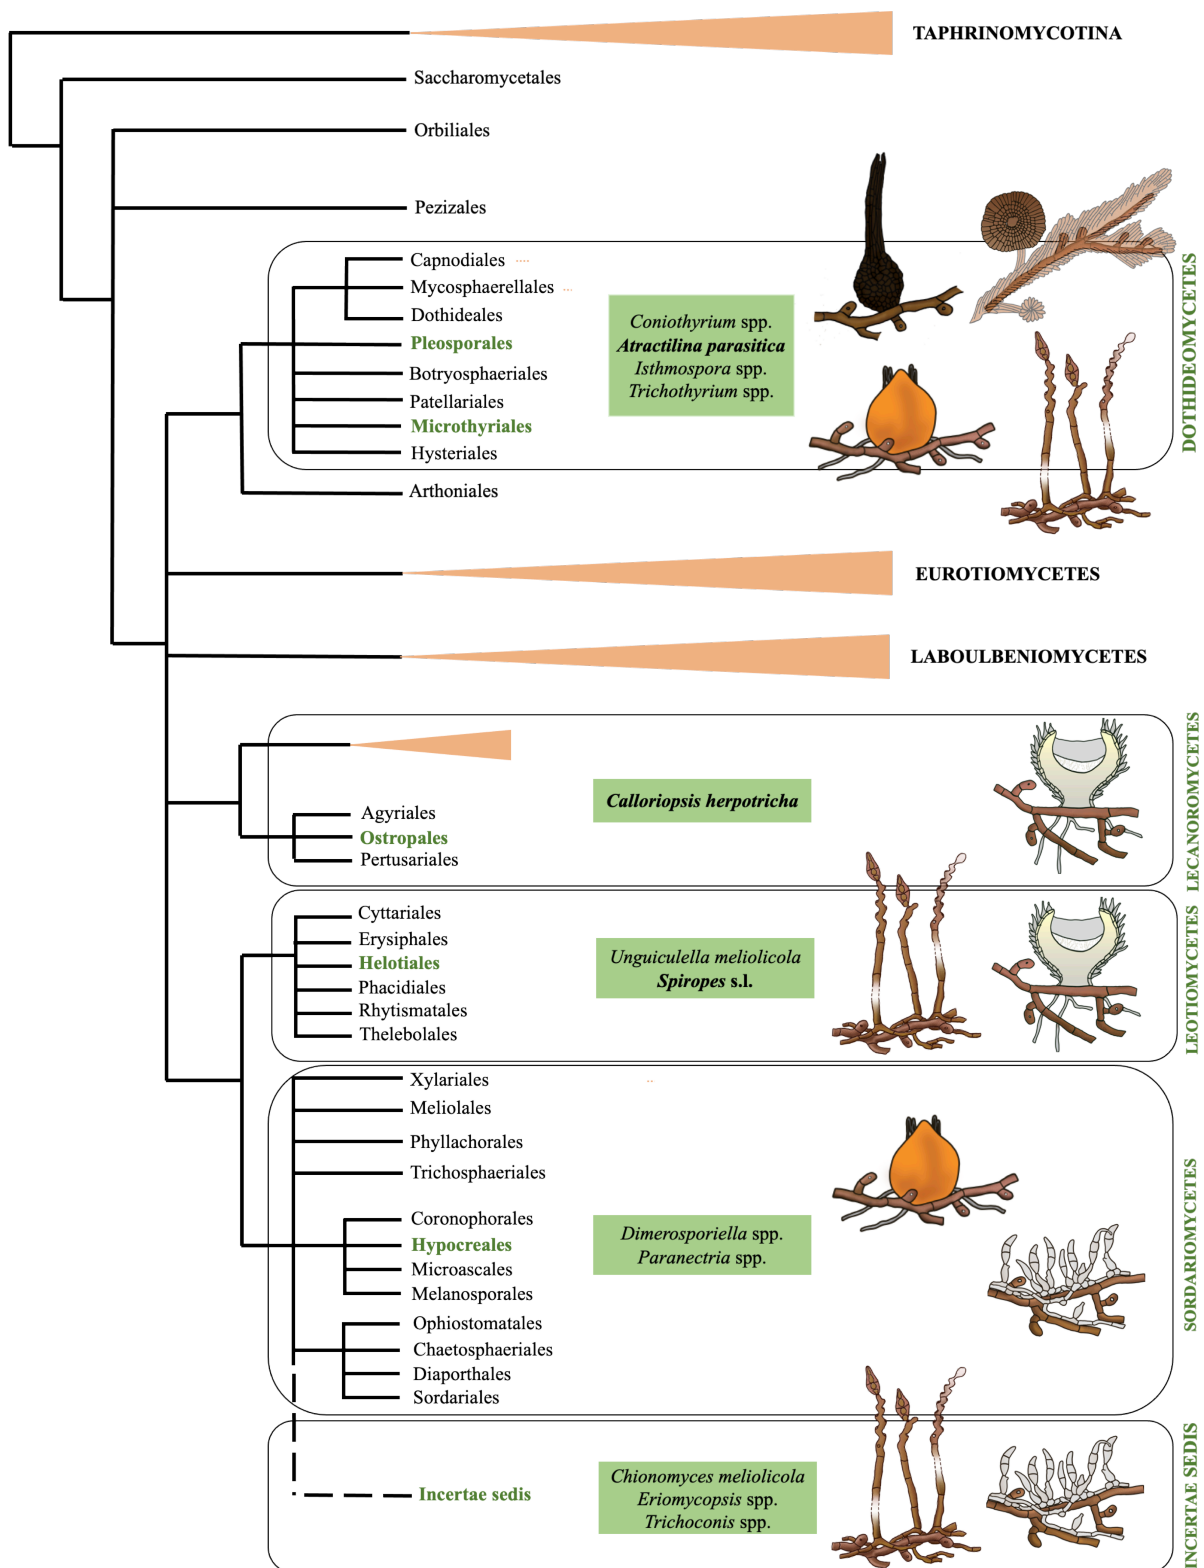 TAPHRINOMYCOTINA
Saccharomycetales
Orbiliales
Pezizales
Capnodiales
Mycosphaerellales
Dothideales
Pleosporales
Botryosphaeriales
Patellariales
Microthyriales
Hysteriales
Coniothyrium spp.
Atractilina parasitica
Isthmospora spp.
Trichothyrium spp.
DOTHIDEOMYCETES
Arthoniales
EUROTIOMYCETES
LABOULBENIOMYCETES
Agyriales
Ostropales
Pertusariales
Calloriopsis herpotricha
LECANOROMYCETES
Cyttariales
Erysiphales
Helotiales
Phacidiales
Rhytismatales
Thelebolales
Unguiculella meliolicola
Spiropes s.l.
LEOTIOMYCETES
Xylariales
Meliolales
Phyllachorales
Trichosphaeriales
Coronophorales
Hypocreales
Microascales
Melanosporales
Ophiostomatales
Chaetosphaeriales
Diaporthales
Sordariales
Dimerosporiella spp.
Paranectria spp.
SORDARIOMYCETES
Incertae sedis
Chionomyces meliolicola
Eriomycopsis spp.
Trichoconis spp.
INCERTAE SEDIS